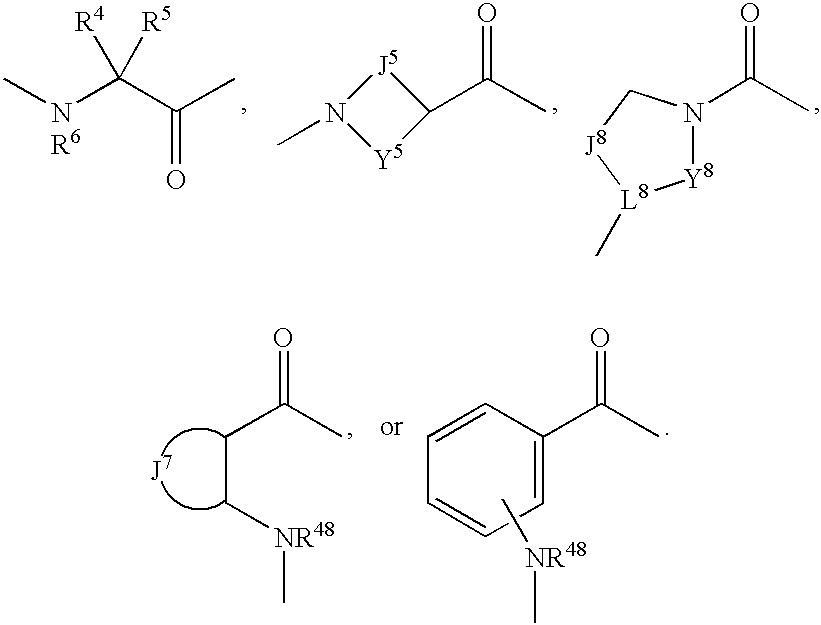 R⁴ R⁵ O
N J⁵ N O
R⁶ , N Y⁵ , J⁸ L⁸ Y⁸ ,
O
O O
J⁷ , or .
NR⁴⁸ NR⁴⁸